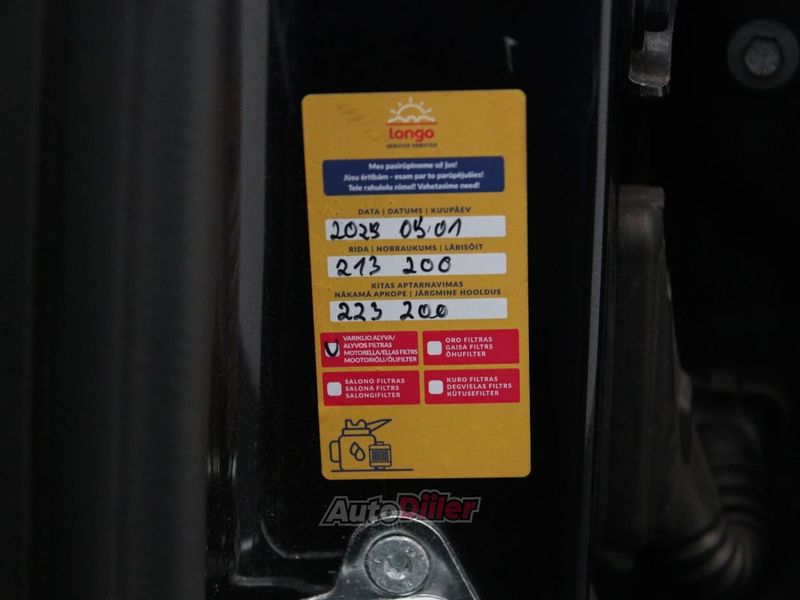 longo
SERVICE VERIFIED
Mes pasirūpinome už jus!
Jūsu ērtībām - esam par to parūpējušies!
Teie rahulolu nimel! Vahetasime need!
DATA | DATUMS | KUUPÄEV
2025 05.01
RIDA | NOBRAUKUMS | LÄBISÕIT
213 200
KITAS APTARNAVIMAS
NĀKAMĀ APKOPE | JÄRGMINE HOOLDUS
223 200
VARIKLIO ALYVA/
ALYVOS FILTRAS
MOTOREĻĻA/EĻĻAS FILTRS
MOOTORIÕLI/ÕLIFILTER
ORO FILTRAS
GAISA FILTRS
ÕHUFILTER
SALONO FILTRAS
SALONA FILTRS
SALONGIFILTER
KURO FILTRAS
DEGVIELAS FILTRS
KÜTUSEFILTER
AutoDiiler